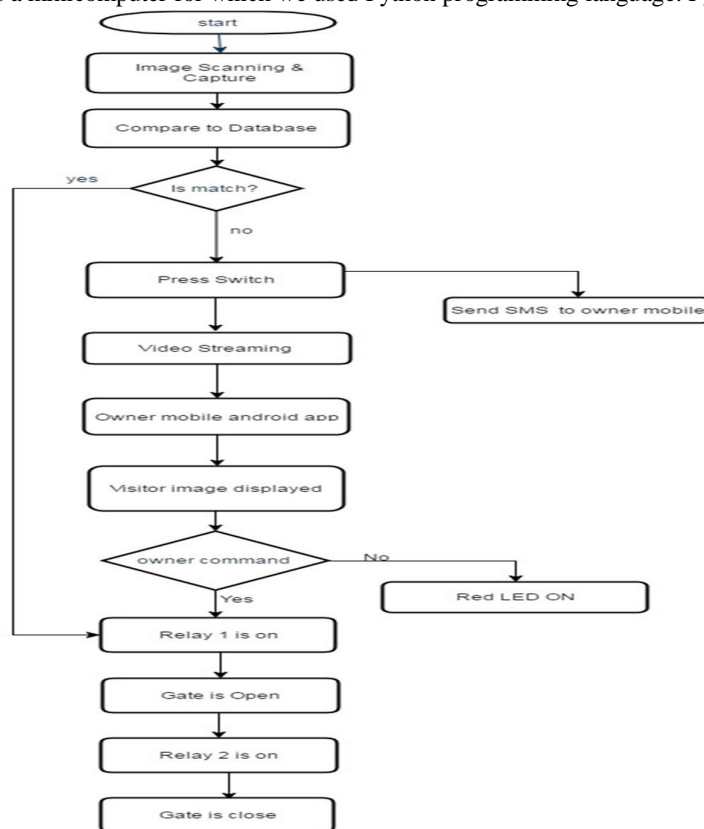 start
Image Scanning &
Capture
Compare to Database
yes
Is match?
no
Press Switch
Send SMS to owner mobile
Video Streaming
Owner mobile android app
Visitor image displayed
owner command
No
Red LED ON
Yes
Relay 1 is on
Gate is Open
Relay 2 is on
Gate is close